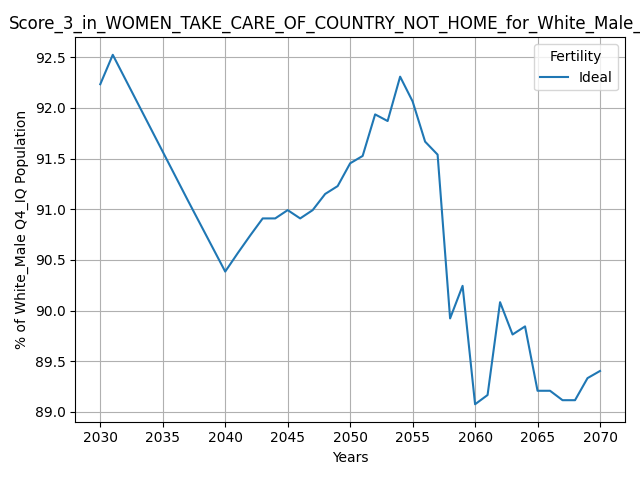 Score_3_in_WOMEN_TAKE_CARE_OF_COUNTRY_NOT_HOME_for_White_Male_
Fertility
Ideal
92.5
92.0
91.5
91.0
90.5
90.0
89.5
89.0
% of White_Male Q4_IQ Population
2030 2035 2040 2045 2050 2055 2060 2065 2070
Years